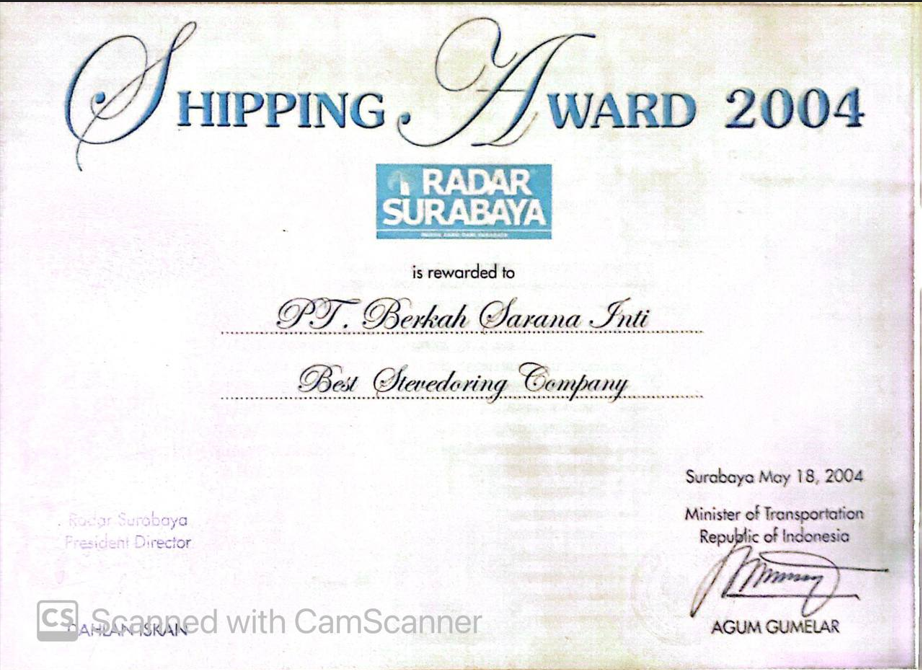 SHIPPING AWARD 2004
RADAR
SURABAYA
is rewarded to
PT. Berkah Sarana Inti
Best Stevedoring Company
Surabaya May 18, 2004
Radar Surabaya
President Director
Minister of Transportation
Republic of Indonesia
DAHLAN ISKAN
AGUM GUMELAR
CS Scanned with CamScanner